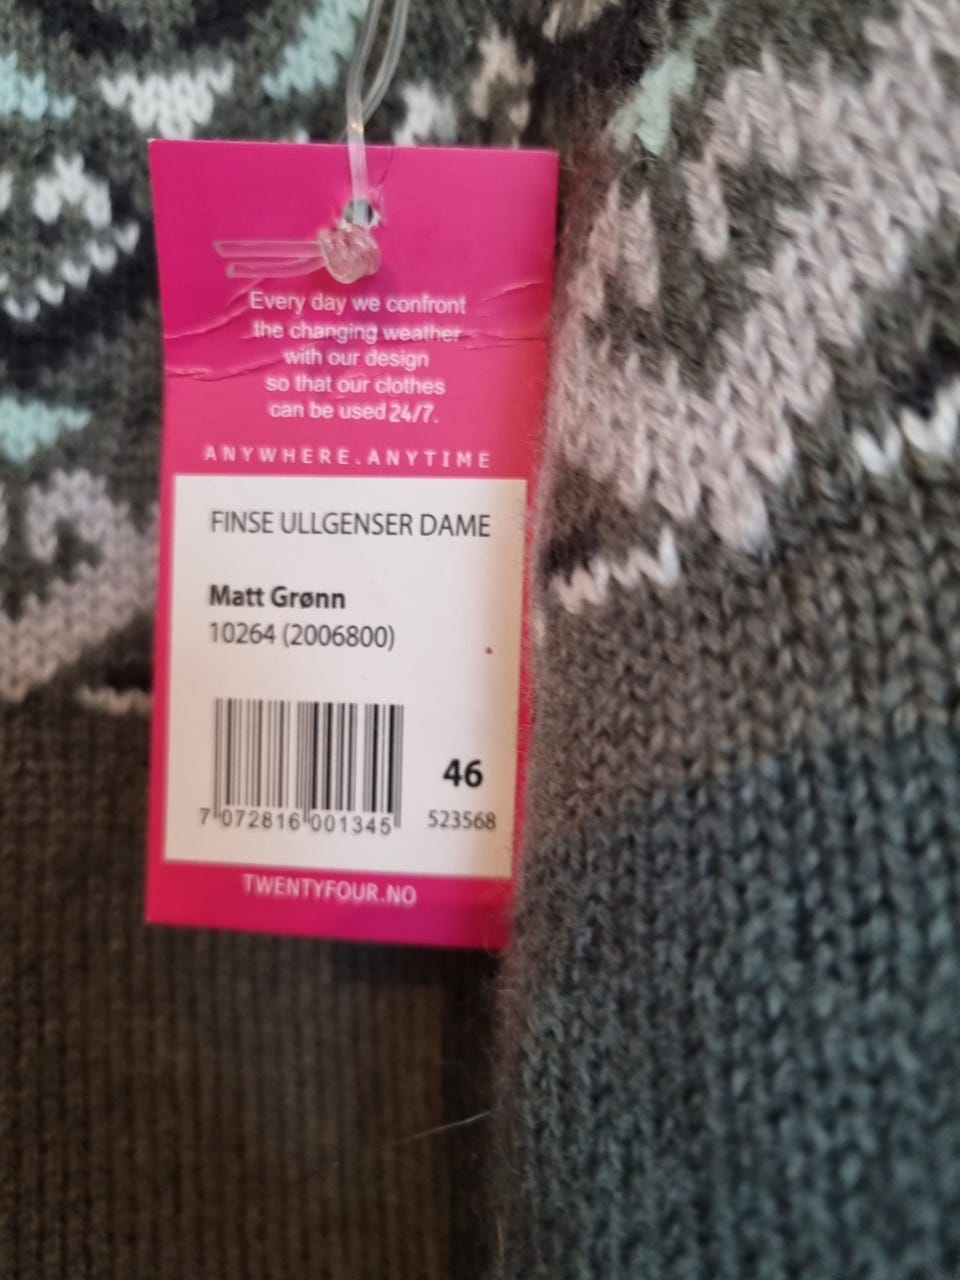 Every day we confront
the changing weather
with our design
so that our clothes
can be used 24/7.
ANYWHERE.ANYTIME
FINSE ULLGENSER DAME
Matt Grønn
10264 (2006800)
46
7 072816 001345
523568
TWENTYFOUR.NO